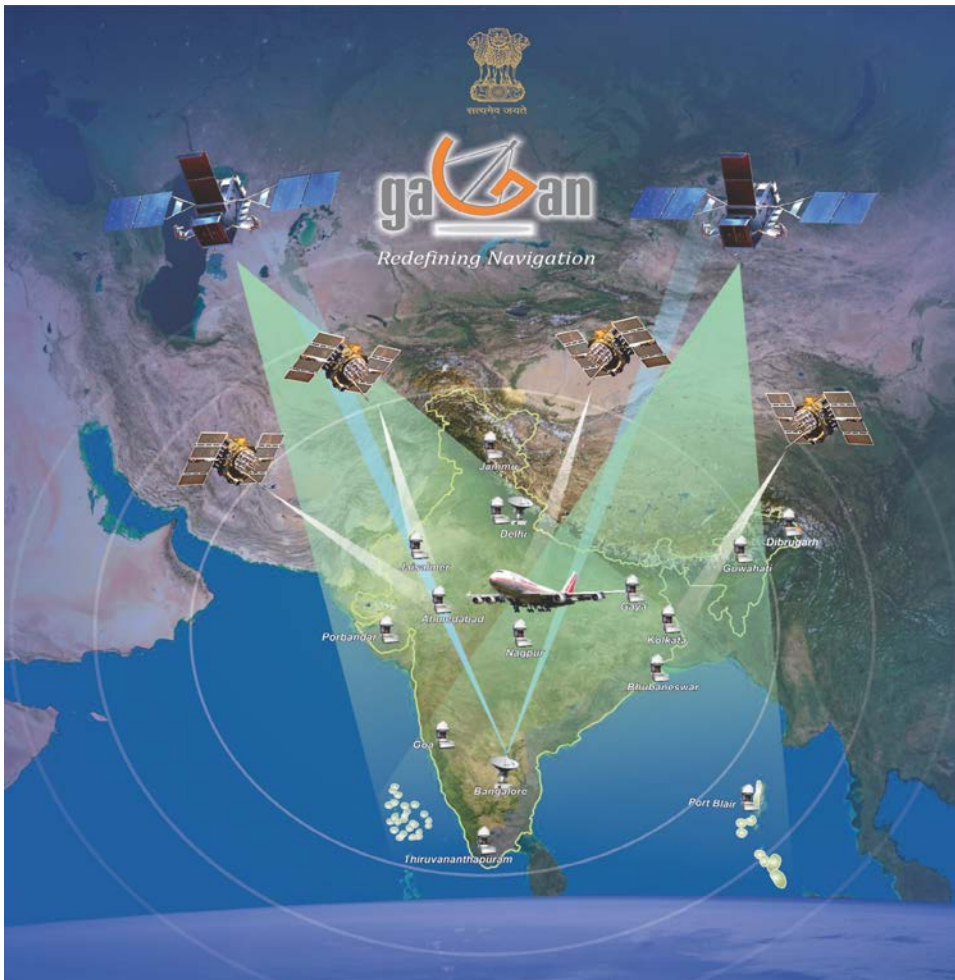 सत्यमेव जयते
gaGan
Redefining Navigation
Jammu
Delhi
Dibrugarh
Guwahati
Jaisalmer
Ahmedabad
Gaya
Porbandar
Kolkata
Nagpur
Bhubaneswar
Goa
Bangalore
Port Blair
Thiruvananthapuram